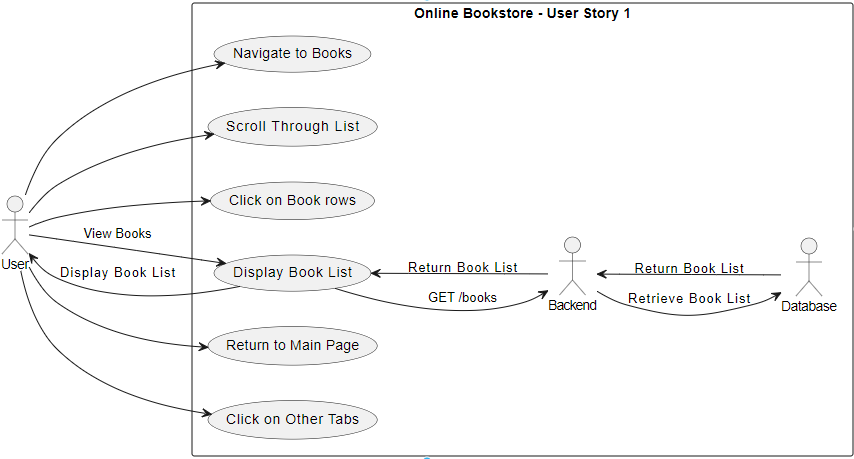 Online Bookstore - User Story 1
Navigate to Books
Scroll Through List
Click on Book rows
View Books
User
Display Book List
Display Book List
Return Book List
GET /books
Backend
Return Book List
Retrieve Book List
Database
Return to Main Page
Click on Other Tabs